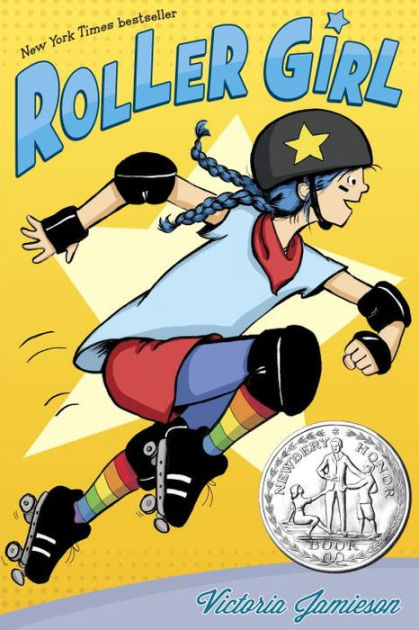 New York Times bestseller
ROLLER GIRL
NEWBERY HONOR
BOOK
Victoria Jamieson